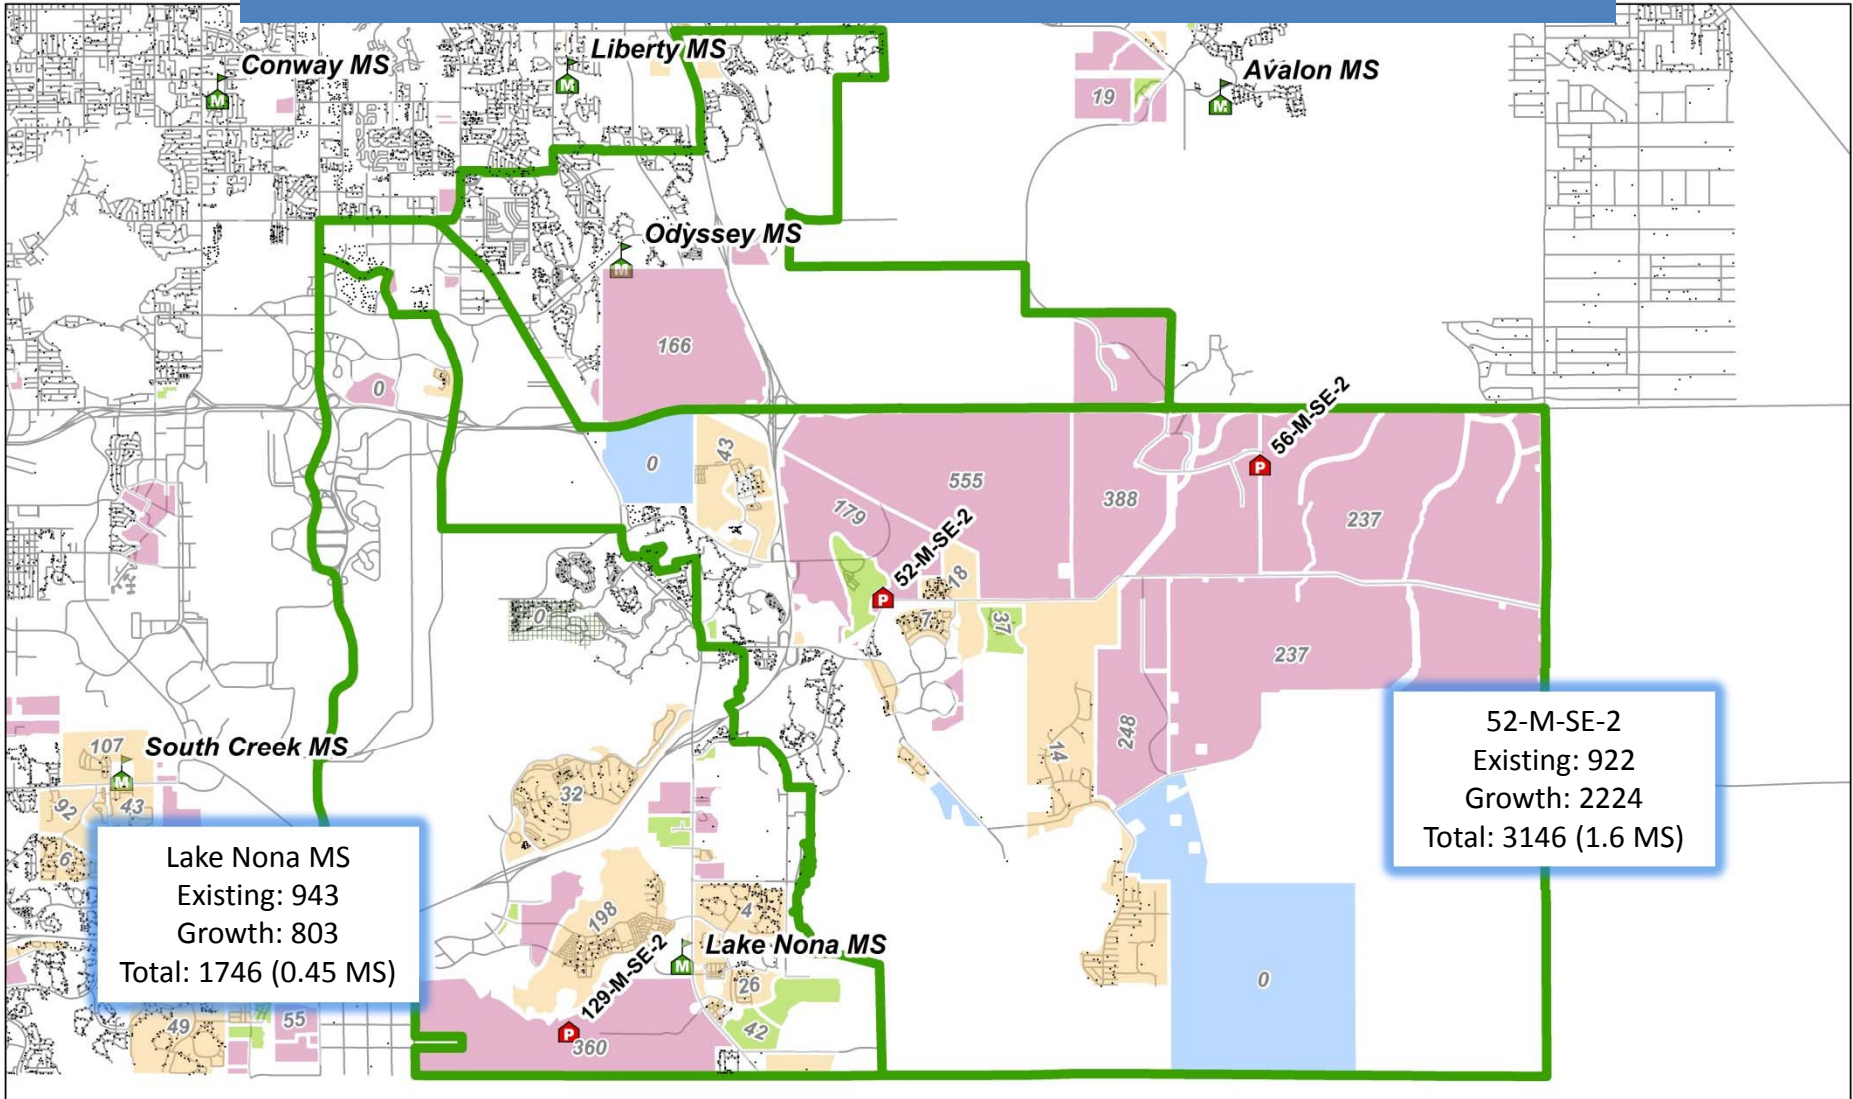 Liberty MS
Conway MS
M
M
Avalon MS
M
19
Odyssey MS
M
166
0
0
43
56-M-SE-2
P
555
388
179
237
52-M-SE-2
P
18
7
37
0
237
248
14
52-M-SE-2
Existing: 922
Growth: 2224
Total: 3146 (1.6 MS)
107
South Creek MS
M
92
43
6
32
Lake Nona MS
Existing: 943
Growth: 803
Total: 1746 (0.45 MS)
198
4
129-M-SE-2
P
Lake Nona MS
M
26
42
0
49
55
360